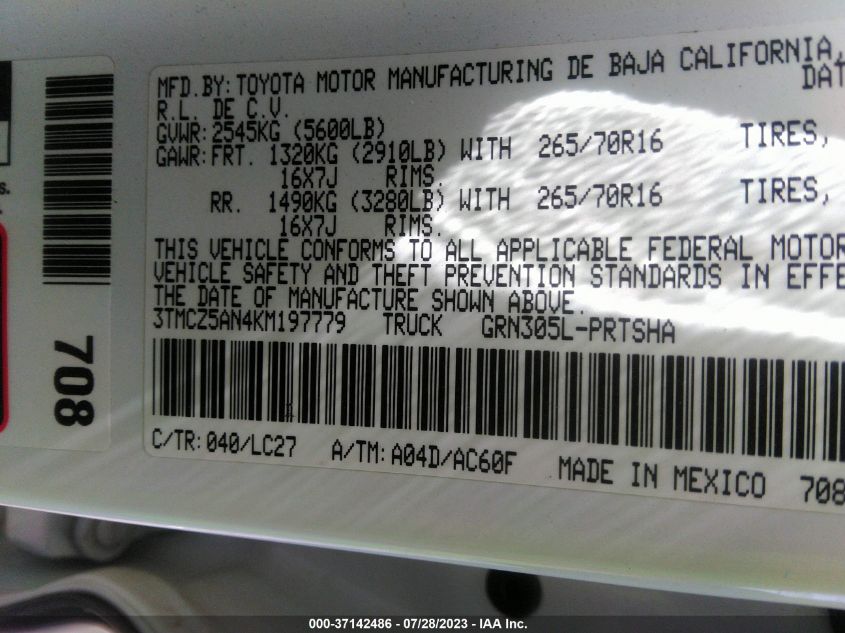 MFD.BY: TOYOTA MOTOR MANUFACTURING DE BAJA CALIFORNIA,
DAT
R.L. DE C.V.
GVWR: 2545KG (5600LB)
GAWR: FRT. 1320KG (2910LB) WITH 265/70R16 TIRES,
16X7J RIMS.
RR. 1490KG (3280LB) WITH 265/70R16 TIRES,
16X7J RIMS.
THIS VEHICLE CONFORMS TO ALL APPLICABLE FEDERAL MOTOR
VEHICLE SAFETY AND THEFT PREVENTION STANDARDS IN EFFE
THE DATE OF MANUFACTURE SHOWN ABOVE.
3TMCZ5AN4KM197779 TRUCK GRN305L-PRTSHA
C/TR: 040/LC27 A/TM: A04D/AC60F MADE IN MEXICO 708
708
s.
000-37142486 - 07/28/2023 - IAA Inc.